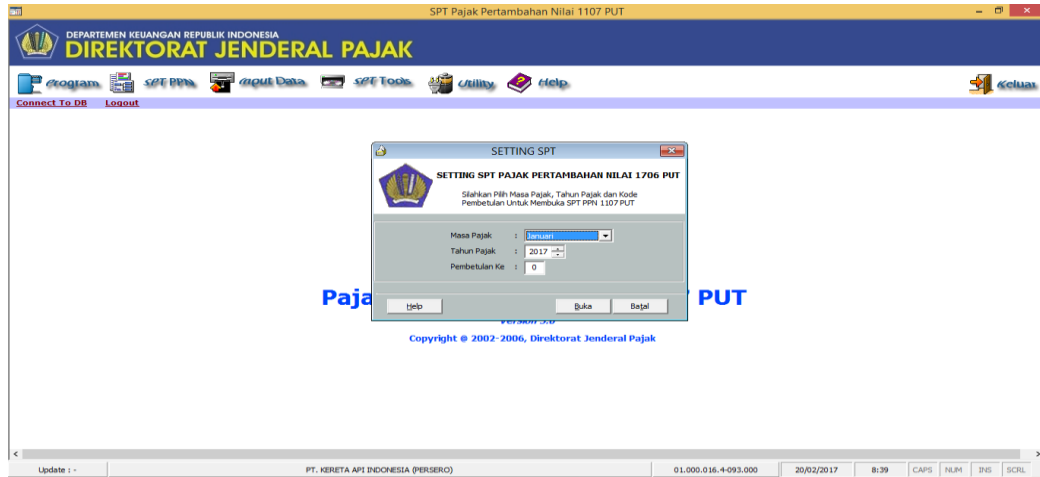 SPT Pajak Pertambahan Nilai 1107 PUT
DEPARTEMEN KEUANGAN REPUBLIK INDONESIA
DIREKTORAT JENDERAL PAJAK
Program SPT PPN Input Data SPT Tools Utility Help Keluar
Connect To DB Logout
SETTING SPT
SETTING SPT PAJAK PERTAMBAHAN NILAI 1706 PUT
Silahkan Pilih Masa Pajak, Tahun Pajak dan Kode
Pembetulan Untuk Membuka SPT PPN 1107 PUT
Masa Pajak : Januari
Tahun Pajak : 2017
Pembetulan Ke : 0
Help Buka Batal
PUT
Copyright @ 2002-2006, Direktorat Jenderal Pajak
Update : - PT. KERETA API INDONESIA (PERSERO) 01.000.016.4-093.000 20/02/2017 8:39 CAPS NUM INS SCRL